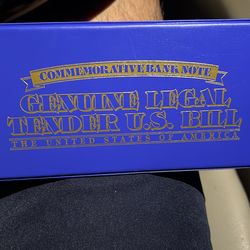 COMMEMORATIVE BANK NOTE
GENUINE LEGAL
TENDER U.S. BILL
THE UNITED STATES OF AMERICA